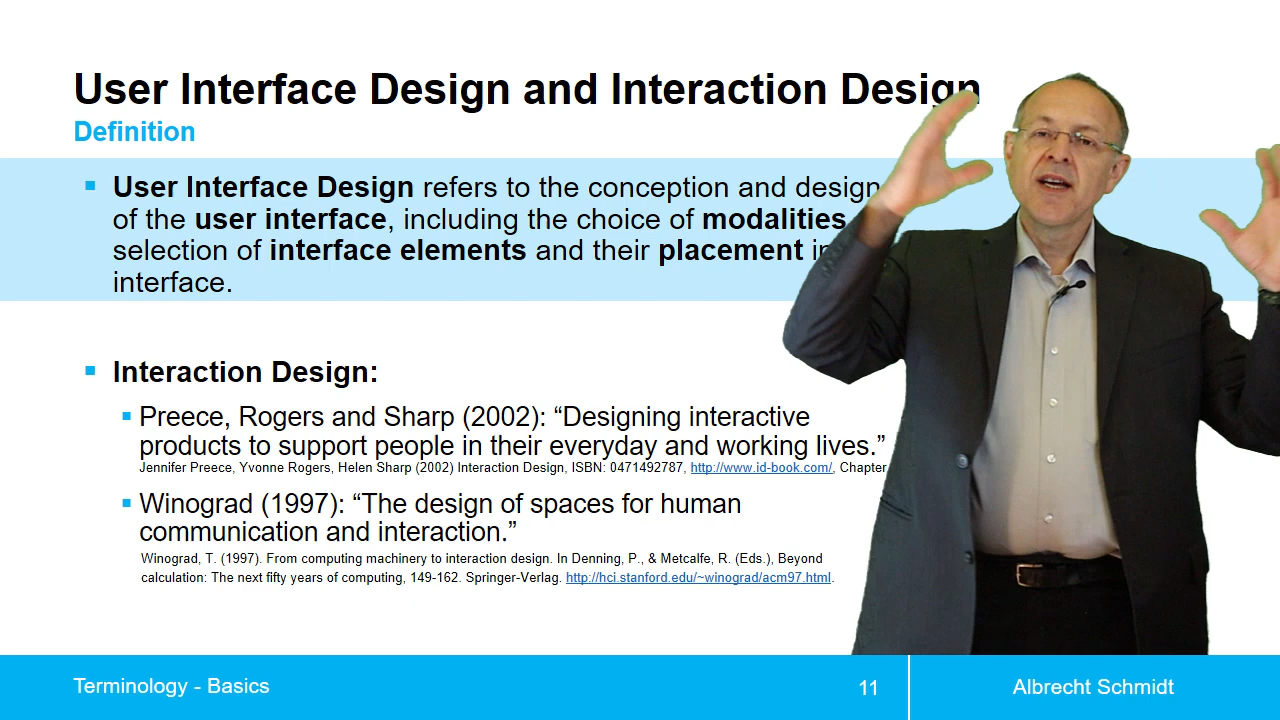 User Interface Design and Interaction Design
Definition
▪ User Interface Design refers to the conception and design
of the user interface, including the choice of modalities
selection of interface elements and their placement in
interface.
▪ Interaction Design:
▪ Preece, Rogers and Sharp (2002): “Designing interactive
products to support people in their everyday and working lives.”
Jennifer Preece, Yvonne Rogers, Helen Sharp (2002) Interaction Design, ISBN: 0471492787, http://www.id-book.com/, Chapter
▪ Winograd (1997): “The design of spaces for human
communication and interaction.”
Winograd, T. (1997). From computing machinery to interaction design. In Denning, P., & Metcalfe, R. (Eds.), Beyond
calculation: The next fifty years of computing, 149-162. Springer-Verlag. http://hci.stanford.edu/~winograd/acm97.html.
Terminology - Basics
11
Albrecht Schmidt